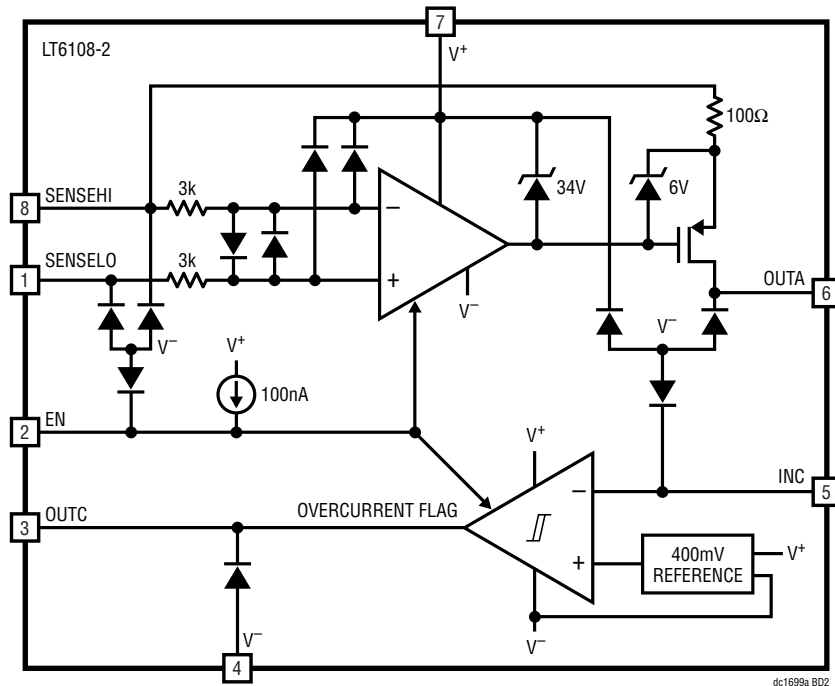 7
LT6108-2
V+
100Ω
3k
34V
6V
8
SENSEHI
−
1
SENSELO
3k
+
V−
OUTA
6
V−
V−
V+
100nA
2
EN
V+
INC
5
−
3
OUTC
OVERCURRENT FLAG
+
400mV
REFERENCE
V+
V−
V−
4
dc1699a BD2